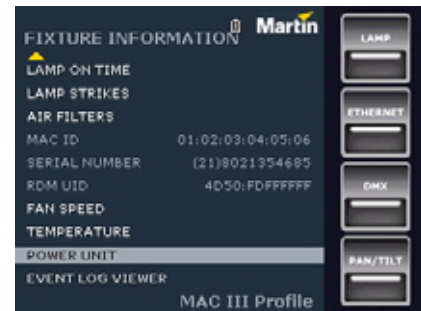 Martin
FIXTURE INFORMATION
LAMP ON TIME
LAMP STRIKES
AIR FILTERS
MAC ID 01:02:03:04:05:06
SERIAL NUMBER (21)8021354685
RDM UID 4D50:FDFFFFFF
FAN SPEED
TEMPERATURE
POWER UNIT
EVENT LOG VIEWER
MAC III Profile
LAMP
ETHERNET
DMX
PAN/TILT